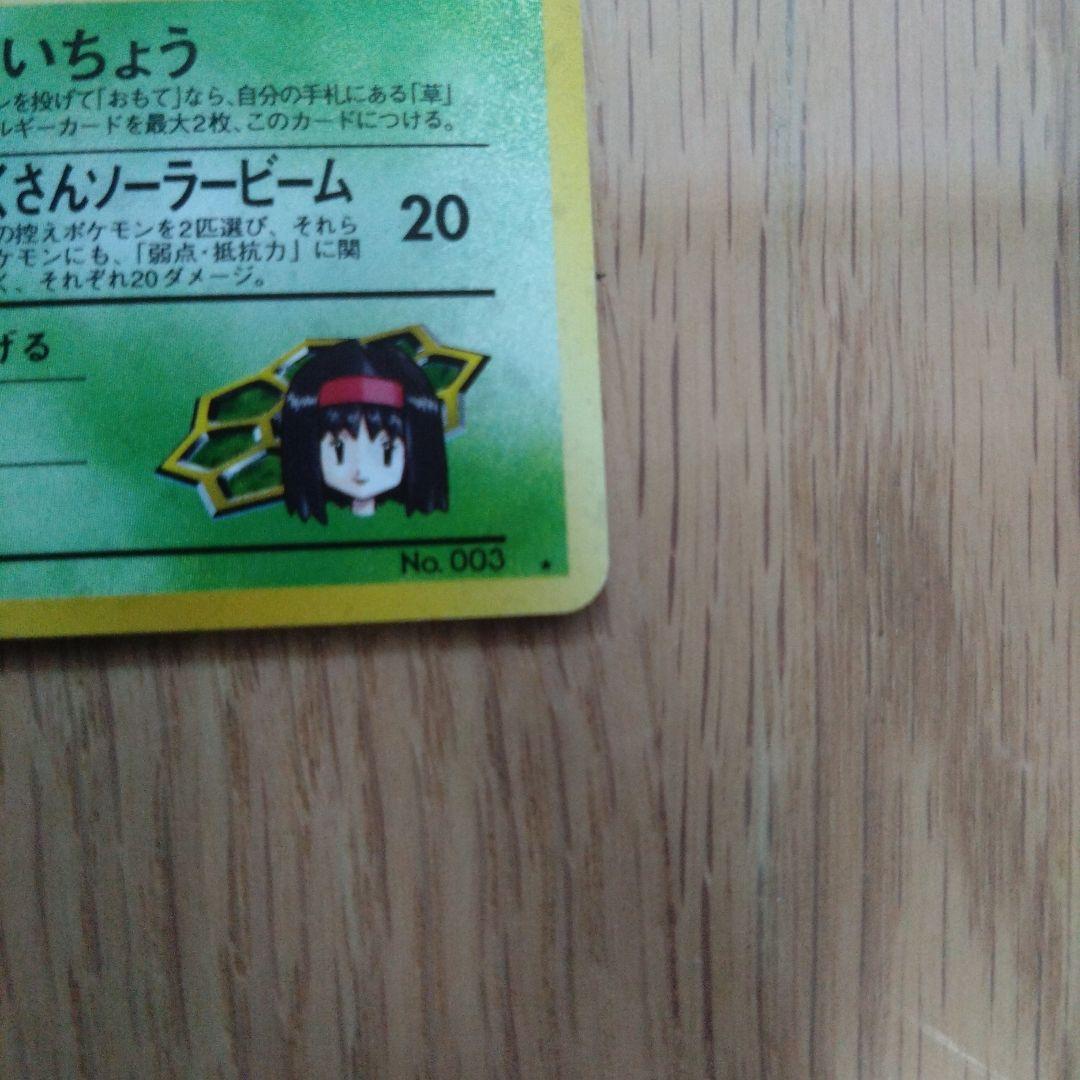 いちょう
ンを投げて「おもて」なら、自分の手札にある「草」
ルギーカードを最大2枚、このカードにつける。
くさんソーラービーム
20
の控えポケモンを2匹選び、それら
ケモンにも、「弱点・抵抗力」に関
く、それぞれ20ダメージ。
げる
No. 003